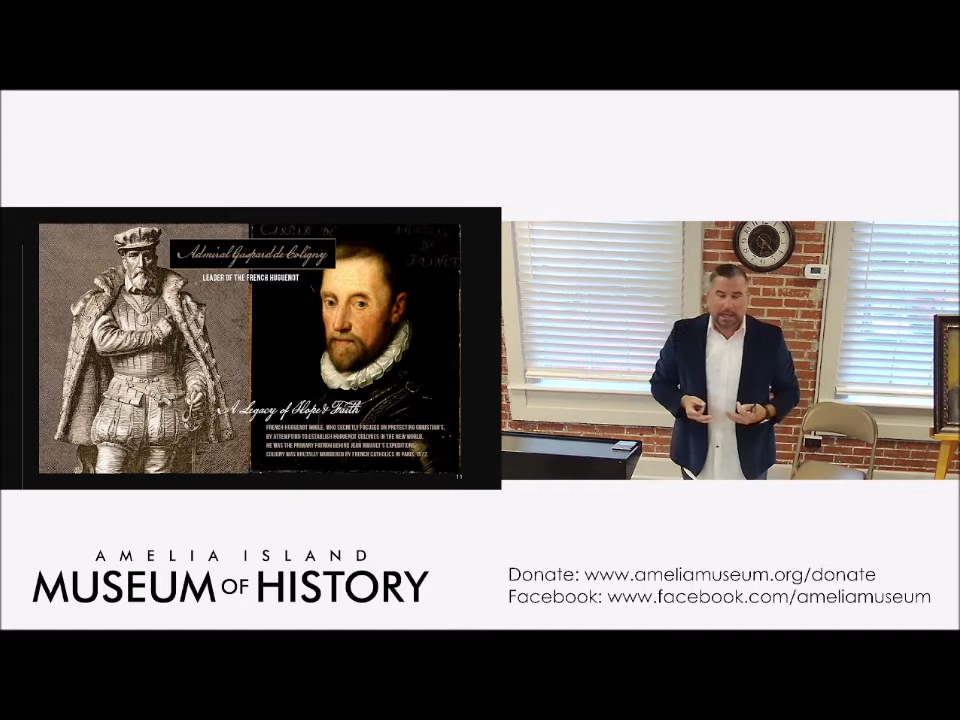 Admiral Gaspard de Coligny
LEADER OF THE FRENCH HUGUENOT
A Legacy of Hope & Faith
FRENCH HUGUENOT NOBLE, WHO SECRETLY FOCUSED ON PROTECTING CHRISTIAN'S,
BY ATTEMPTING TO ESTABLISH HUGUENOT COLONIES IN THE NEW WORLD.
HE WAS THE PRIMARY PATRON BEHIND JEAN RIBAULT'S EXPEDITIONS.
COLIGNY WAS BRUTALLY MURDERED BY FRENCH CATHOLICS IN PARIS, 1572.
11
AMELIA ISLAND
MUSEUM OF HISTORY
Donate: www.ameliamuseum.org/donate
Facebook: www.facebook.com/ameliamuseum